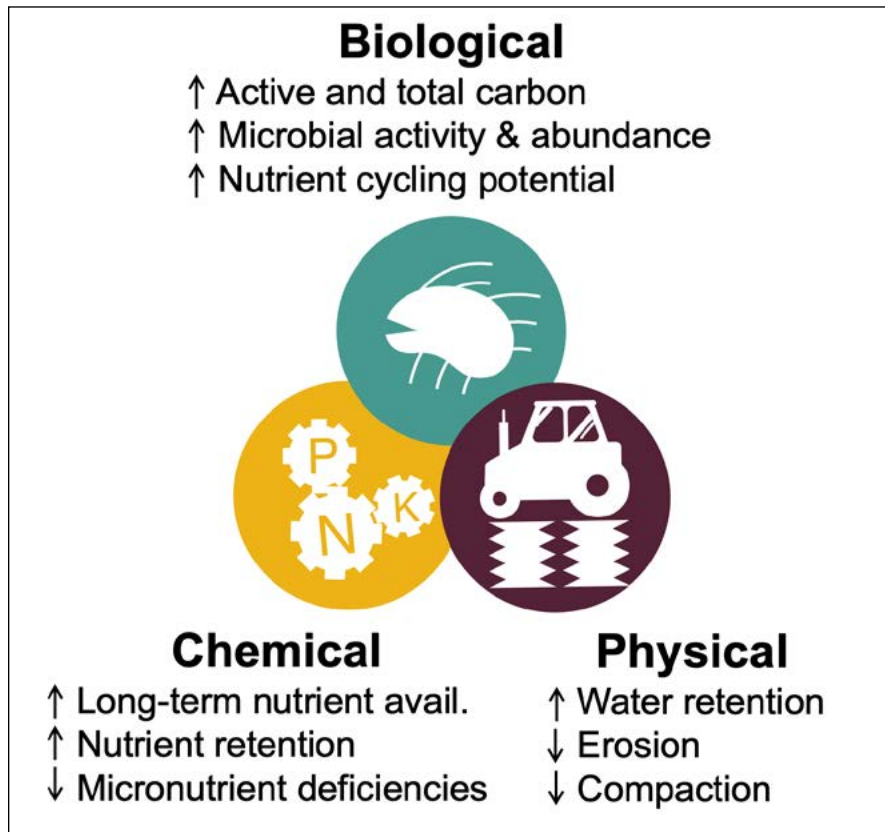 Biological
↑ Active and total carbon
↑ Microbial activity & abundance
↑ Nutrient cycling potential
P
N
K
Chemical
↑ Long-term nutrient avail.
↑ Nutrient retention
↓ Micronutrient deficiencies
Physical
↑ Water retention
↓ Erosion
↓ Compaction